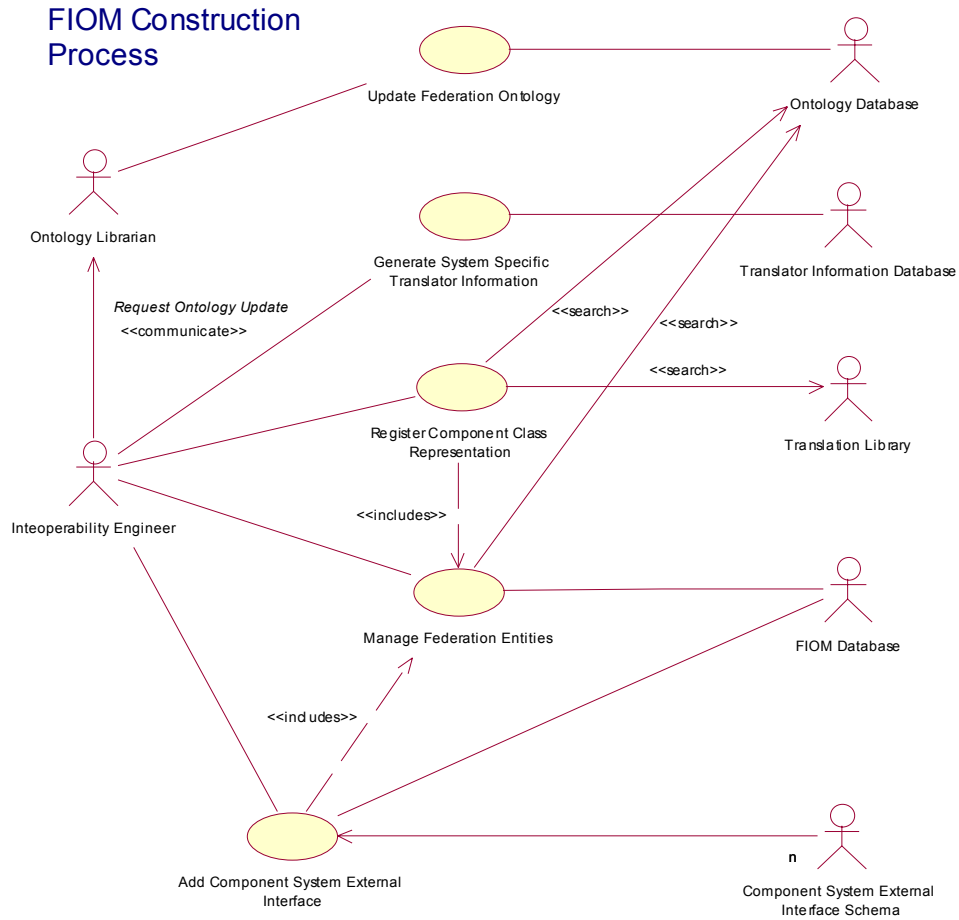 FIOM Construction
Process
Update Federation Ontology
Ontology Database
Ontology Librarian
Generate System Specific
Translator Information
Translator Information Database
Request Ontology Update
<<communicate>>
<<search>>
<<search>>
<<search>>
Register Component Class
Representation
Translation Library
Inteoperability Engineer
<<includes>>
Manage Federation Entities
FIOM Database
<<includes>>
n
Add Component System External
Interface
Component System External
Interface Schema